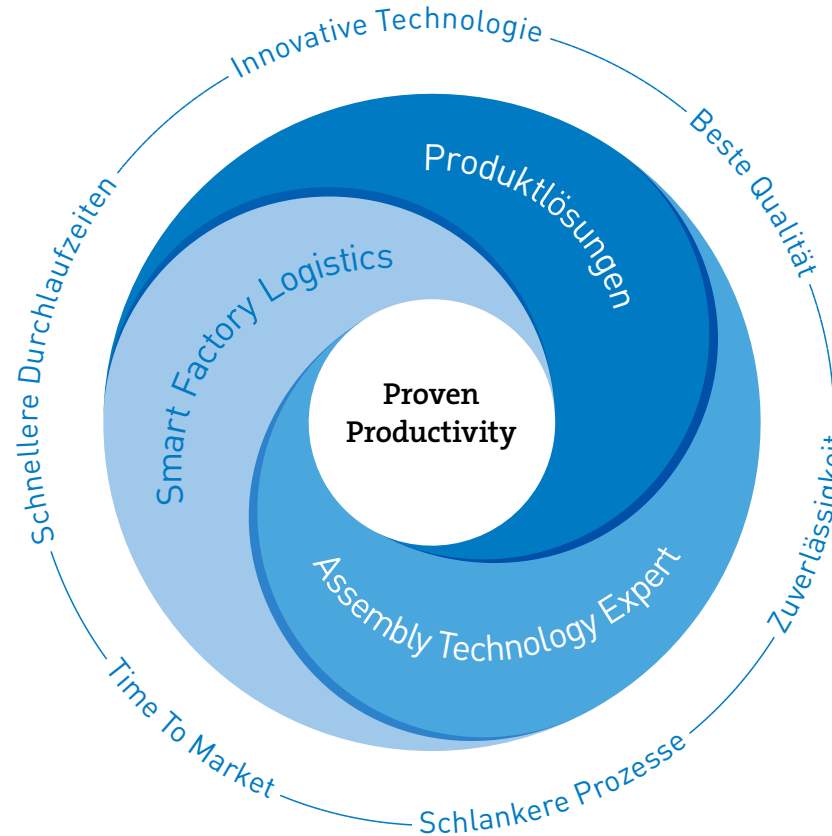 Innovative Technologie
Beste Qualität
Zuverlässigkeit
Schlankere Prozesse
Time To Market
Schnellere Durchlaufzeiten
Produktlösungen
Assembly Technology Expert
Smart Factory Logistics
Proven
Productivity